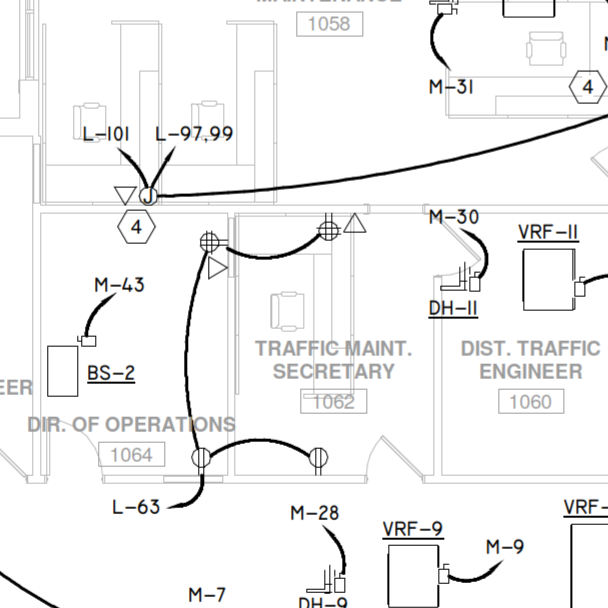 MAINTENANCE
1058
M-31
4
L-101 L-97,99
J
4
M-30
VRF-11
M-43
DH-11
BS-2
TRAFFIC MAINT.
SECRETARY
1062
DIST. TRAFFIC
ENGINEER
1060
EER
DIR. OF OPERATIONS
1064
L-63
M-28
VRF-9
VRF-
M-9
M-7
DH-9